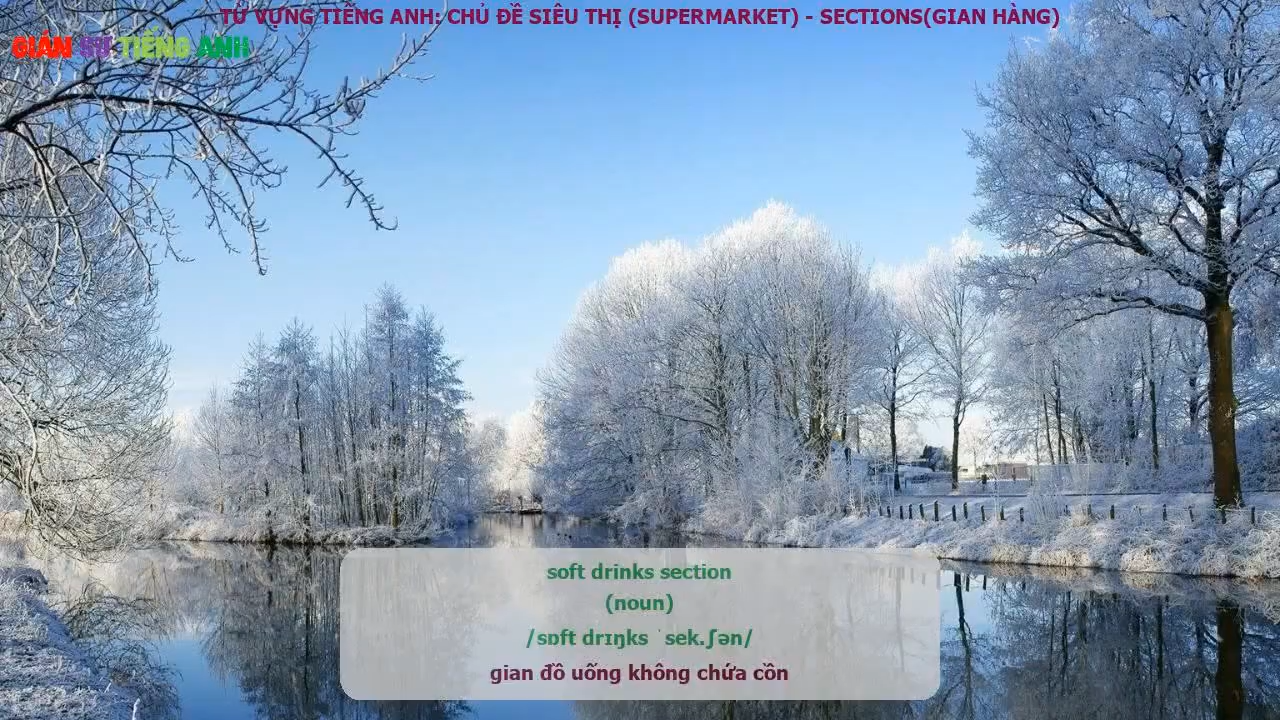 TỪ VỰNG TIẾNG ANH: CHỦ ĐỀ SIÊU THỊ (SUPERMARKET) - SECTIONS(GIAN HÀNG)
GIÁN SƯ TIẾNG ANH
soft drinks section
(noun)
/sɒft drɪŋks ˈsek.ʃən/
gian đồ uống không chứa cồn